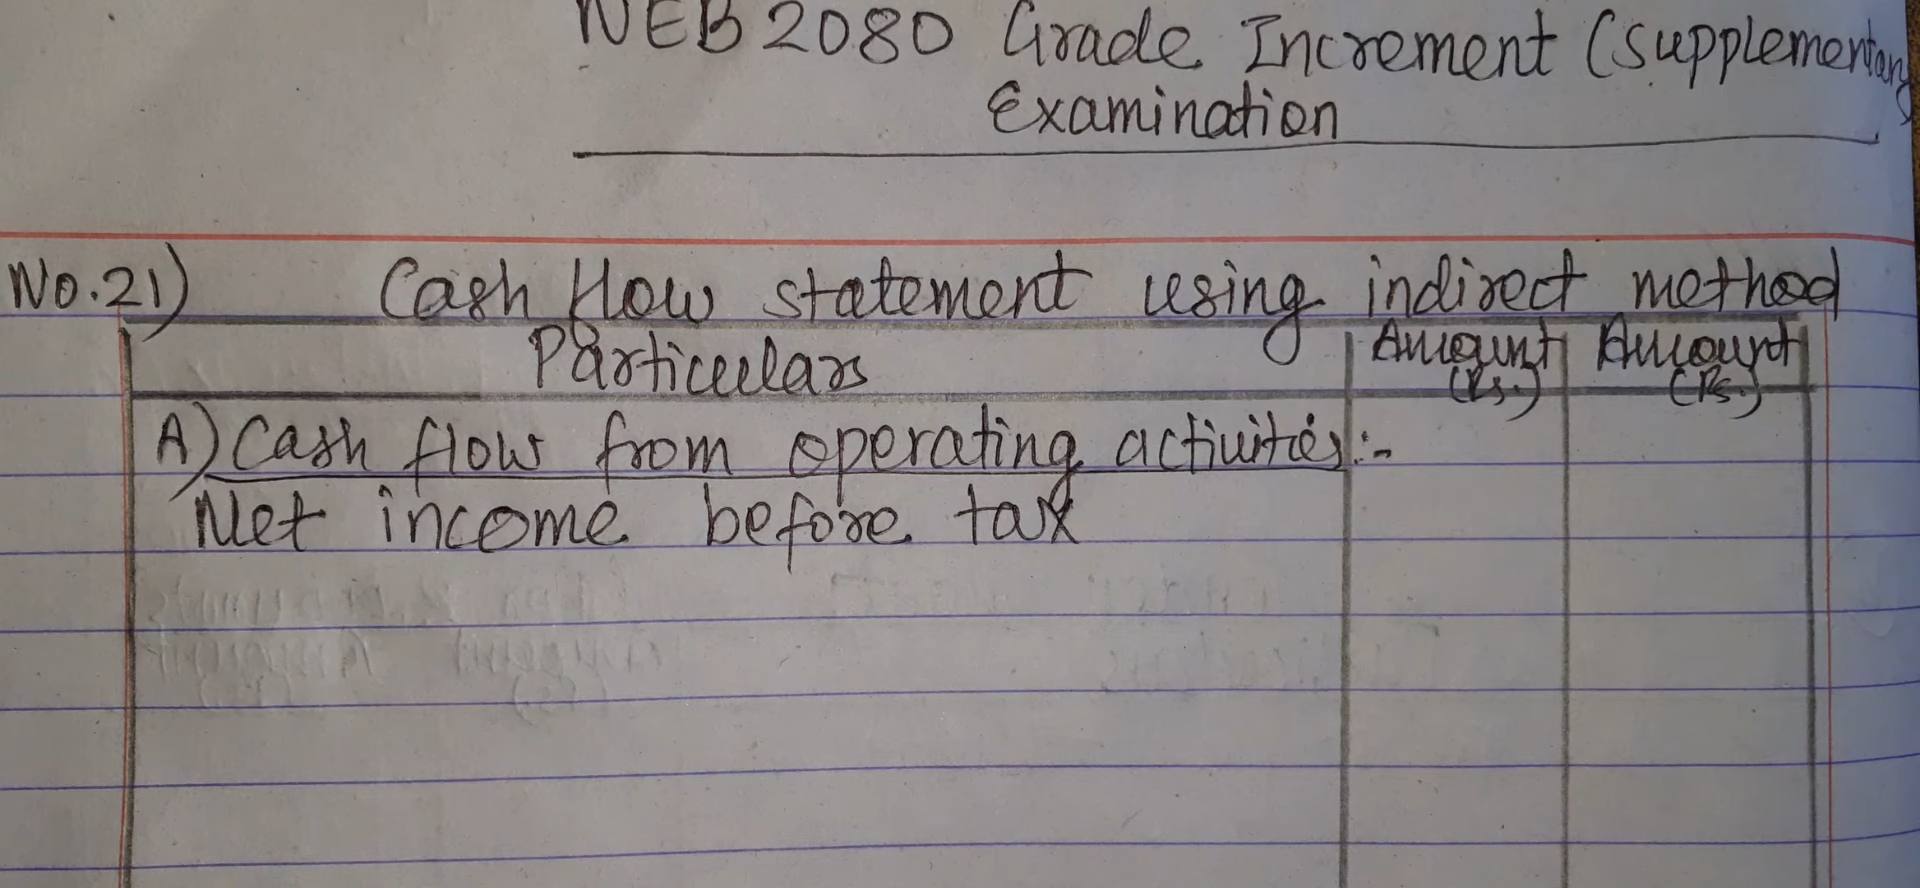 NEB 2080 Grade Increment (supplementary
Examination
No.21) Cash flow statement using indirect method
Particulars Amount (Rs.) Amount (Rs.)
A) Cash flow from operating activities:-
Net income before tax